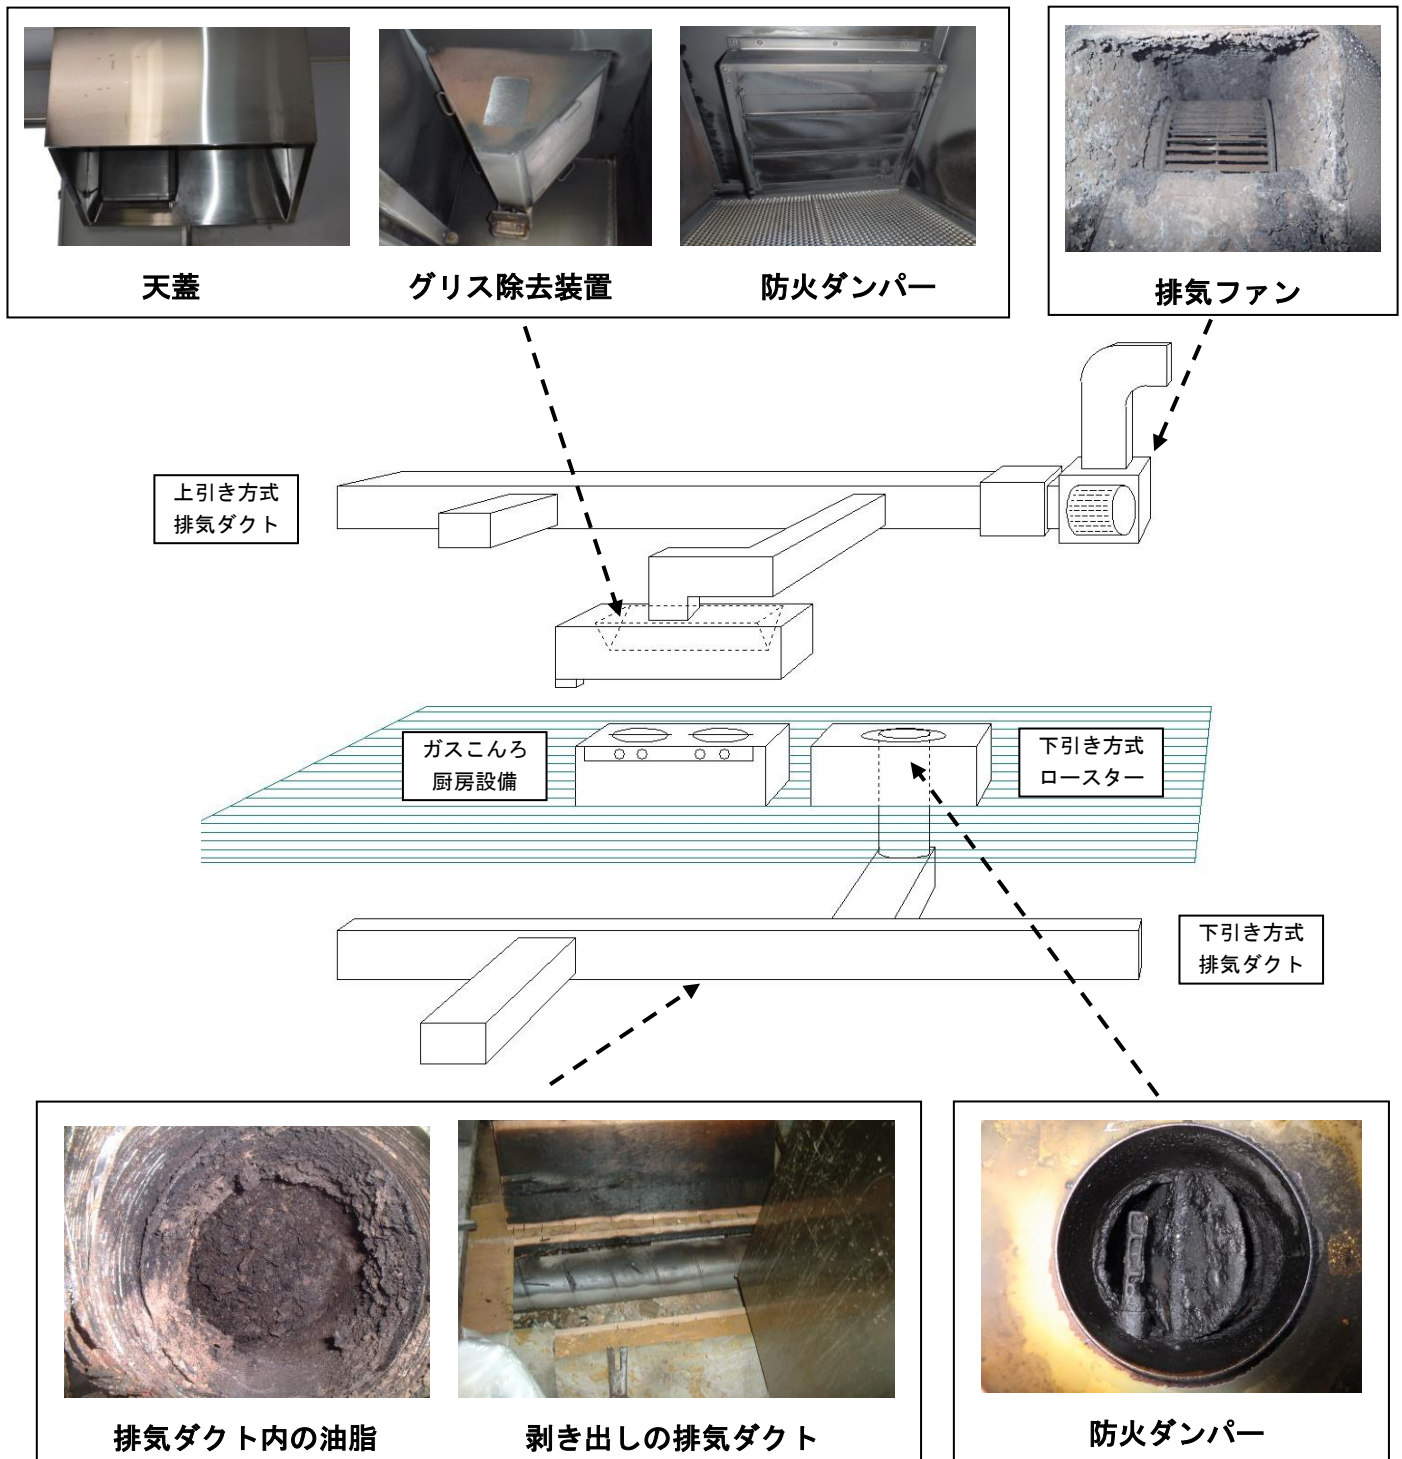 天蓋
グリス除去装置
防火ダンパー
排気ファン
上引き方式
排気ダクト
ガスこんろ
厨房設備
下引き方式
ロースター
下引き方式
排気ダクト
排気ダクト内の油脂
剥き出しの排気ダクト
防火ダンパー